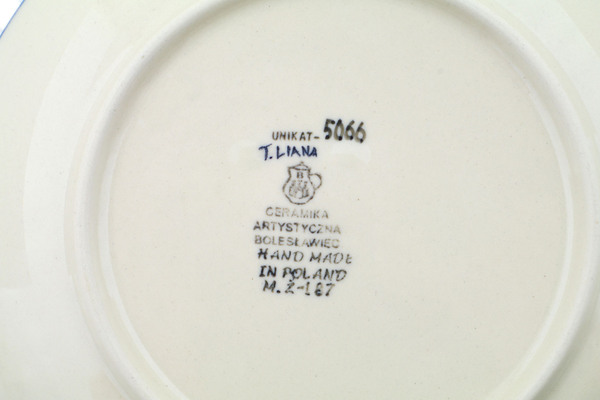 UNIKAT-5066
T. LIANA
B
CERAMIKA
ARTYSTYCZNA
BOLESŁAWIEC
HAND MADE
IN POLAND
M.Ż-187